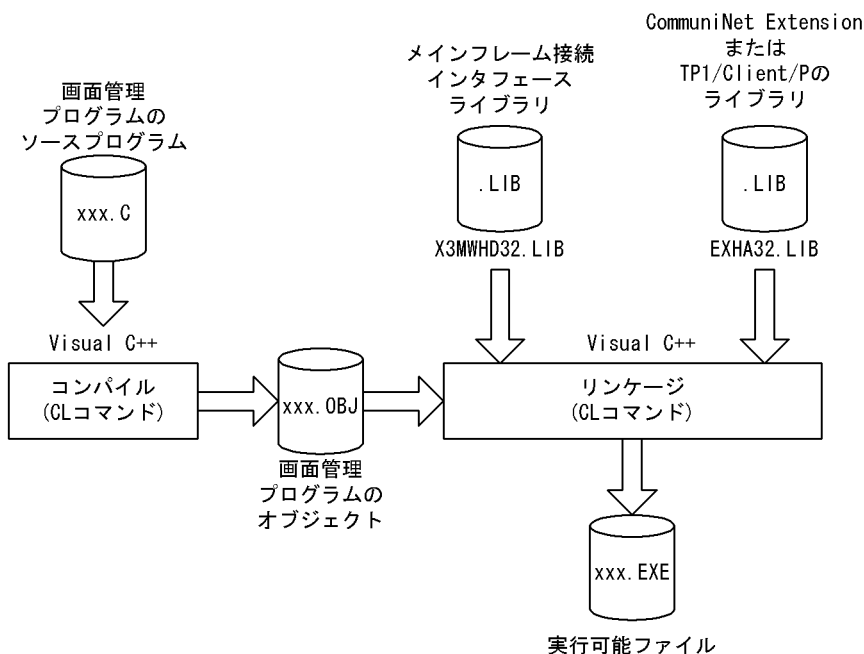 画面管理
プログラムの
ソースプログラム
xxx.C
メインフレーム接続
インタフェース
ライブラリ
.LIB
X3MWHD32.LIB
CommuniNet Extension
または
TP1/Client/Pの
ライブラリ
.LIB
EXHA32.LIB
Visual C++
コンパイル
(CLコマンド)
xxx.OBJ
画面管理
プログラムの
オブジェクト
Visual C++
リンケージ
(CLコマンド)
xxx.EXE
実行可能ファイル